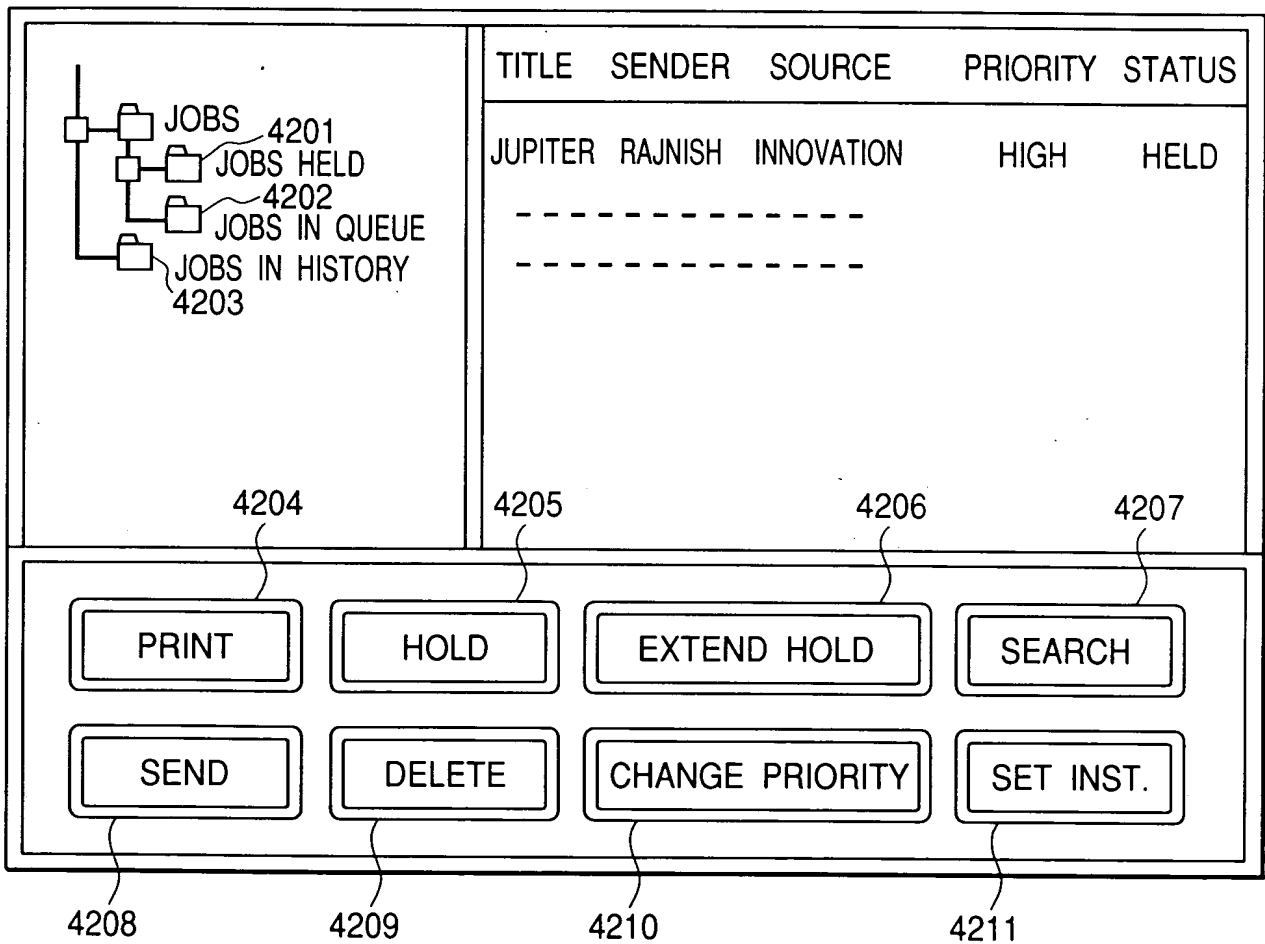 JOBS
4201
JOBS HELD
4202
JOBS IN QUEUE
JOBS IN HISTORY
4203
TITLE SENDER SOURCE PRIORITY STATUS
JUPITER RAJNISH INNOVATION HIGH HELD
4204 4205 4206 4207
PRINT HOLD EXTEND HOLD SEARCH
SEND DELETE CHANGE PRIORITY SET INST.
4208 4209 4210 4211